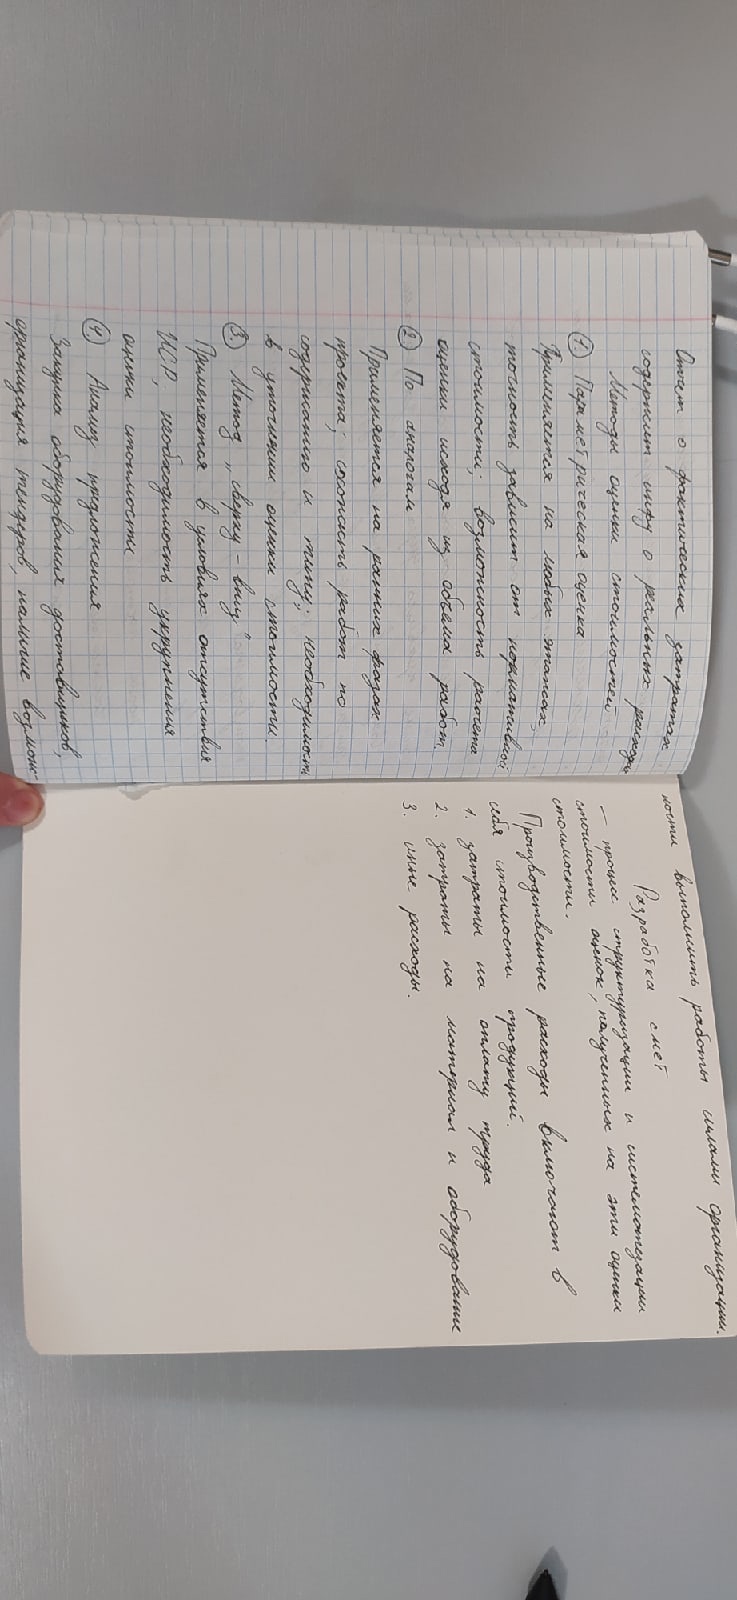 Отчет о фактических затратах
содержит инфу о реальных расходах
Методы оценки стоимостей
1. Параметрическая оценка
Применяется на любых этапах,
точность зависит от нормативной
стоимости; возможность расчета
оценки исходя из объема работ.
2 По аналогам
Применяется на ранних фазах
проекта; схожесть работ по
содержанию и типу; необходимость
в уточнении оценки стоимости.
3. Метод „сверху – вниз"
Применяется в условиях отсутствия
ИСР, необходимость укрупнения
оценки стоимости
4. Анализ предложения
Закупка оборудования доставщиков,
организация тендеров, наличие возмож-
ности выполнить работы силами организации.
Разработка смет
— процесс структуризации и систематезации
стоимости оценок, полученных на эти оценки
стоимости.
Производственные расходы включают в
себя стоимости продукций.
1. затраты на оплату труда
2. затраты на материал и оборудование
3. иные расходы.